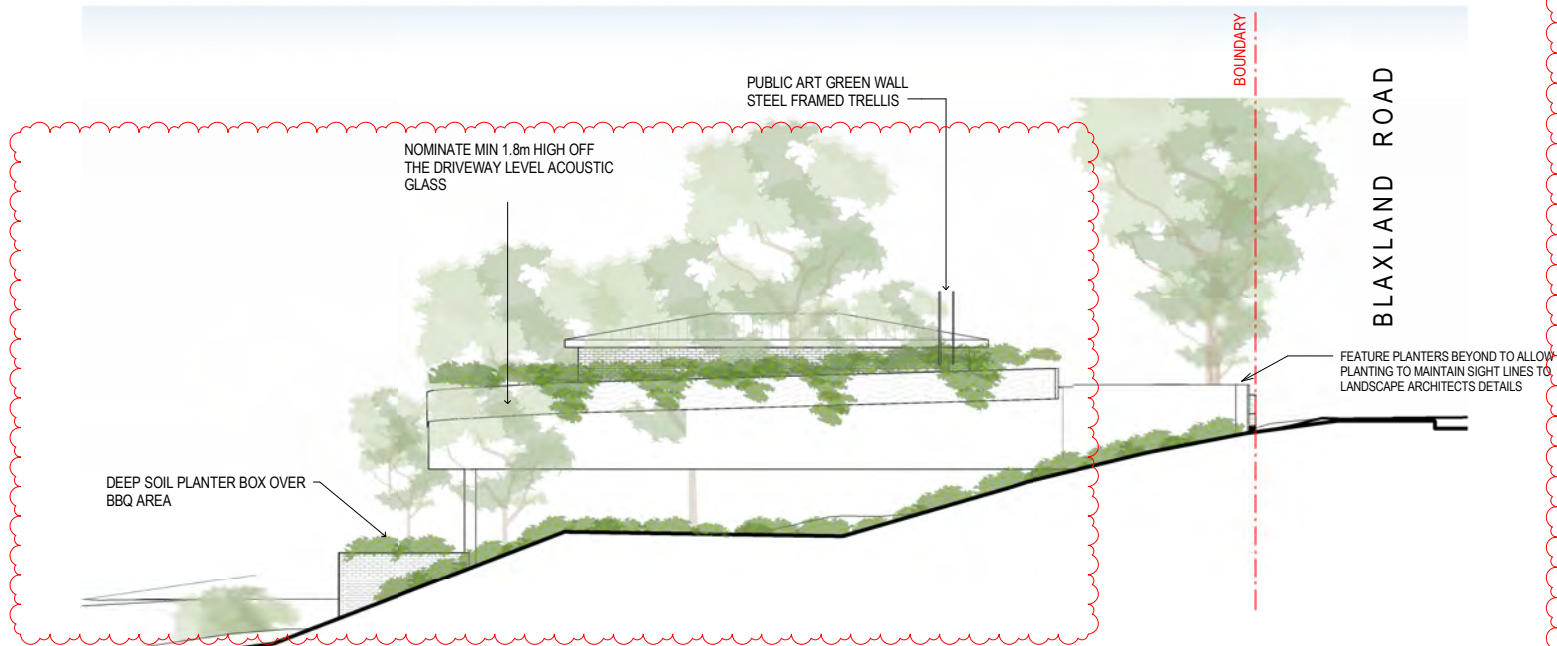 PUBLIC ART GREEN WALL
STEEL FRAMED TRELLIS
NOMINATE MIN 1.8m HIGH OFF
THE DRIVEWAY LEVEL ACOUSTIC
GLASS
BOUNDARY
BLAXLAND ROAD
FEATURE PLANTERS BEYOND TO ALLOW
PLANTING TO MAINTAIN SIGHT LINES TO
LANDSCAPE ARCHITECTS DETAILS
DEEP SOIL PLANTER BOX OVER
BBQ AREA